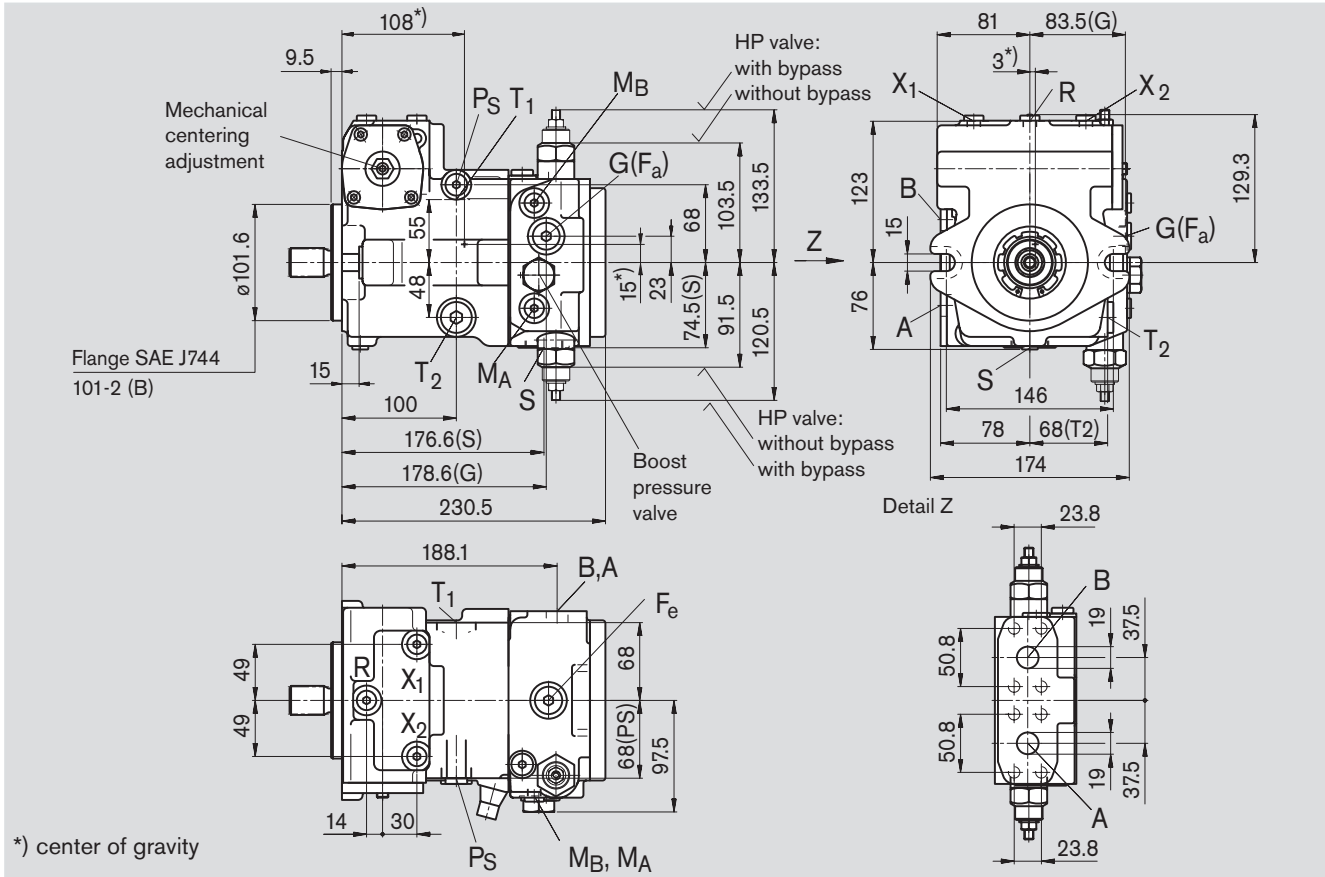 108*)
9.5
Mechanical
centering
adjustment
PS T1
MB
HP valve:
with bypass
without bypass
G(Fa)
55
48
68
103.5
133.5
15*)
23
74.5(S)
91.5
120.5
Z
ø101.6
Flange SAE J744
101-2 (B)
15
T2
MA
S
100
176.6(S)
178.6(G)
230.5
Boost
pressure
valve
HP valve:
without bypass
with bypass
81
83.5(G)
3*)
X1
R
X2
123
129.3
B
15
G(Fa)
76
A
T2
S
146
78
68(T2)
174
Detail Z
23.8
B
19
37.5
50.8
50.8
19
37.5
A
23.8
188.1
B,A
T1
Fe
49
49
R
X1
X2
68
68(PS)
97.5
14
30
PS
MB, MA
*) center of gravity